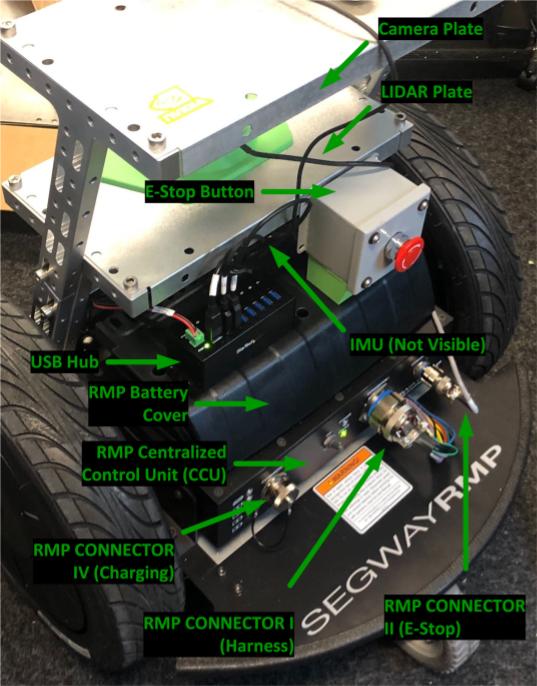 Camera Plate
LIDAR Plate
E-Stop Button
IMU (Not Visible)
USB Hub
RMP Battery
Cover
RMP Centralized
Control Unit (CCU)
WARNING
RMP CONNECTOR
IV (Charging)
SEGWAYRMP
RMP CONNECTOR I
(Harness)
RMP CONNECTOR
II (E-Stop)